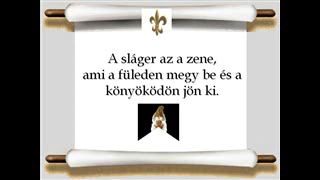 A sláger az a zene,
ami a füleden megy be és a
könyöködön jön ki.